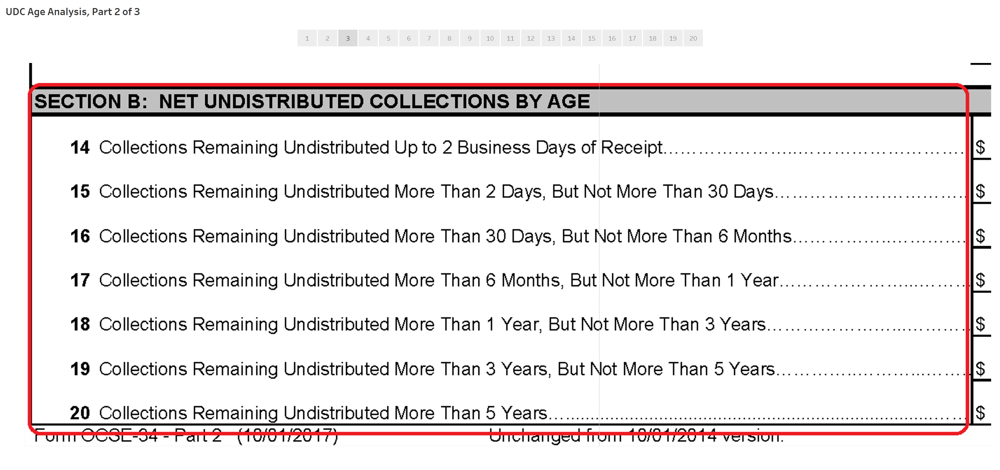 UDC Age Analysis, Part 2 of 3
1 2 3 4 5 6 7 8 9 10 11 12 13 14 15 16 17 18 19 20
SECTION B: NET UNDISTRIBUTED COLLECTIONS BY AGE
14 Collections Remaining Undistributed Up to 2 Business Days of Receipt.......... $
15 Collections Remaining Undistributed More Than 2 Days, But Not More Than 30 Days.......... $
16 Collections Remaining Undistributed More Than 30 Days, But Not More Than 6 Months.......... $
17 Collections Remaining Undistributed More Than 6 Months, But Not More Than 1 Year.......... $
18 Collections Remaining Undistributed More Than 1 Year, But Not More Than 3 Years.......... $
19 Collections Remaining Undistributed More Than 3 Years, But Not More Than 5 Years.......... $
20 Collections Remaining Undistributed More Than 5 Years.......... $
Form OCSE-34 - Part 2 (10/01/2017) Unchanged from 10/01/2014 version.